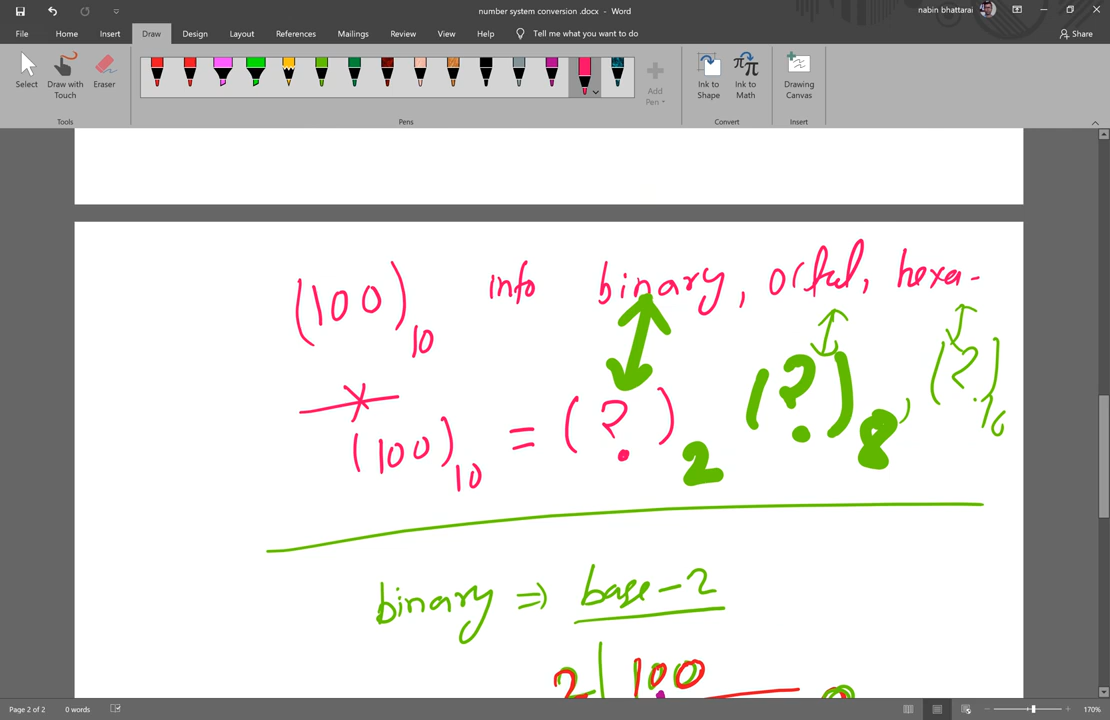 number system conversion .docx - Word
nabin bhattarai
File Home Insert Draw Design Layout References Mailings Review View Help Tell me what you want to do Share
Select Draw with Touch Eraser Add Pen Ink to Shape Ink to Math Drawing Canvas
Tools Pens Convert Insert
(100)10 into binary, octal, hexa-
(100)10 = (?)2 (?)8, (?)16
binary => base-2
2 | 100
Page 2 of 2 0 words 170%